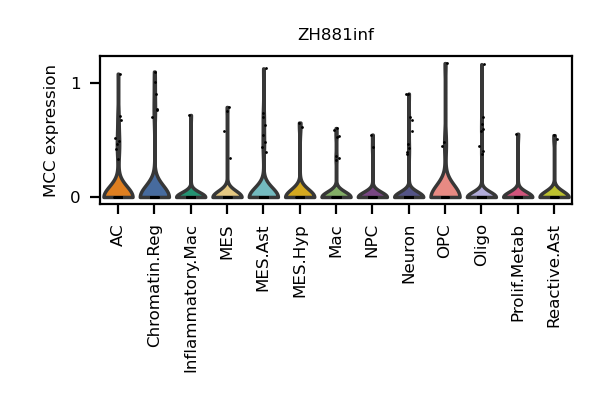 ZH881inf
MCC expression
1
0
AC
Chromatin.Reg
Inflammatory.Mac
MES
MES.Ast
MES.Hyp
Mac
NPC
Neuron
OPC
Oligo
Prolif.Metab
Reactive.Ast